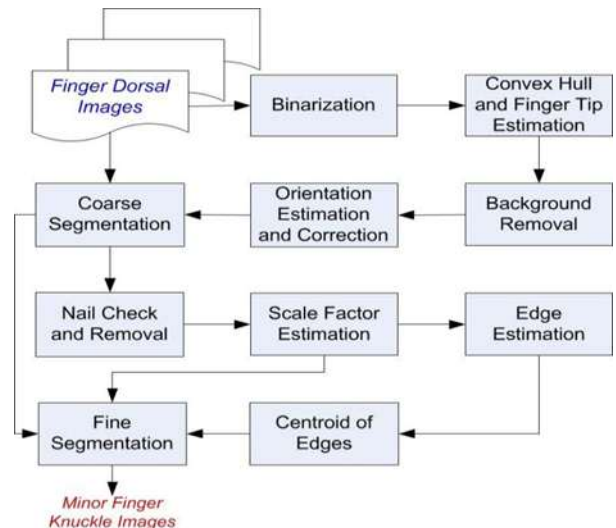 Finger Dorsal
Images
Binarization
Convex Hull
and Finger Tip
Estimation
Coarse
Segmentation
Orientation
Estimation
and Correction
Background
Removal
Nail Check
and Removal
Scale Factor
Estimation
Edge
Estimation
Fine
Segmentation
Centroid of
Edges
Minor Finger
Knuckle Images